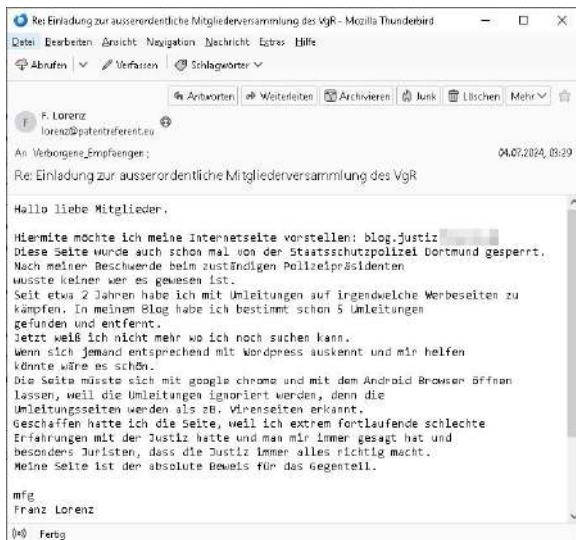 Re: Einladung zur ausserordentliche Mitgliederversammlung des VgR - Mozilla Thunderbird
Datei Bearbeiten Ansicht Navigation Nachricht Extras Hilfe
Abrufen Verfassen Schlagwörter
Antworten Weiterleiten Archivieren Junk Löschen Mehr
F F. Lorenz
lorenz@patentreferent.eu
An Verborgene_Empfaengen ; 04.07.2024, 03:29
Re: Einladung zur ausserordentliche Mitgliederversammlung des VgR
Hallo liebe Mitglieder.
Hiermite möchte ich meine Internetseite vorstellen: blog.justiz
Diese Seite wurde auch schon mal von der Staatsschutzpolizei Dortmund gesperrt.
Nach meiner Beschwerde beim zuständigen Polizeipräsidenten
wusste keiner wer es gewesen ist.
Seit etwa 2 Jahren habe ich mit Umleitungen auf irgendwelche Werbeseiten zu
kämpfen. In meinem Blog habe ich bestimmt schon 5 Umleitungen
gefunden und entfernt.
Jetzt weiß ich nicht mehr wo ich noch suchen kann.
Wenn sich jemand entsprechend mit Wordpress auskennt und mir helfen
könnte wäre es schön.
Die Seite müsste sich mit google chrome und mit dem Android Browser öffnen
lassen, weil die Umleitungen ignoriert werden, denn die
Umleitungsseiten werden als zB. Virenseiten erkannt.
Geschaffen hatte ich die Seite, weil ich extrem fortlaufende schlechte
Erfahrungen mit der Justiz hatte und man mir immer gesagt hat und
besonders Juristen, dass die Justiz immer alles richtig macht.
Meine Seite ist der absolute Beweis für das Gegenteil.
mfg
Franz Lorenz
Fertig